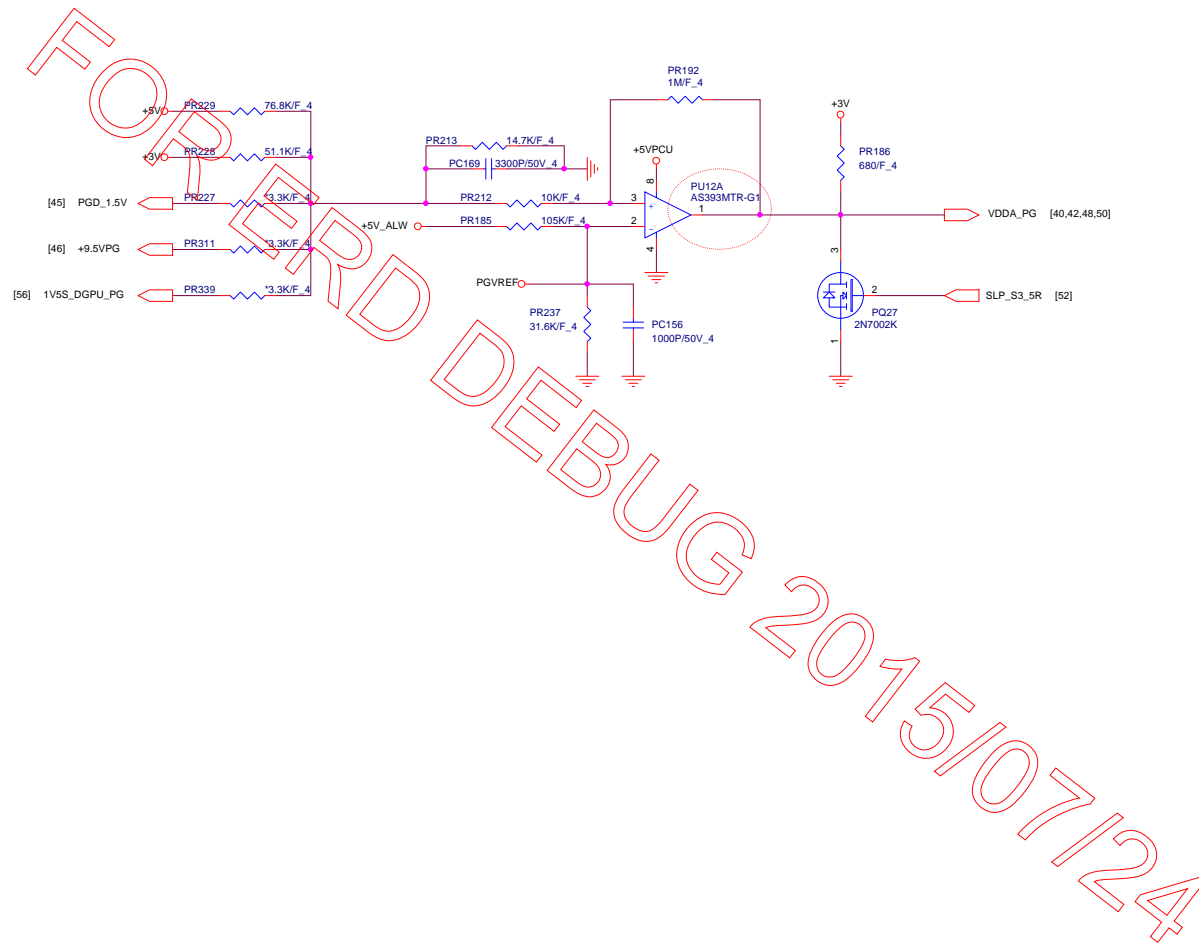 FOR ERD DEBUG 2015/07/24
PR192
1M/F_4
+5V
PR229
76.8K/F_4
+3V
PR213
14.7K/F_4
+5VPCU
PR186
680/F_4
+3V
PR228
51.1K/F_4
PC169
3300P/50V_4
8
PU12A
AS393MTR-G1
[45]
PGD_1.5V
PR227
*3.3K/F_4
PR212
10K/F_4
3
+
1
VDDA_PG
[40,42,48,50]
+5V_ALW
PR185
105K/F_4
2
-
4
[46]
+9.5VPG
PR311
*3.3K/F_4
3
PGVREF
[56]
1V5S_DGPU_PG
PR339
*3.3K/F_4
2
SLP_S3_5R
[52]
PR237
31.6K/F_4
PC156
1000P/50V_4
PQ27
2N7002K
1